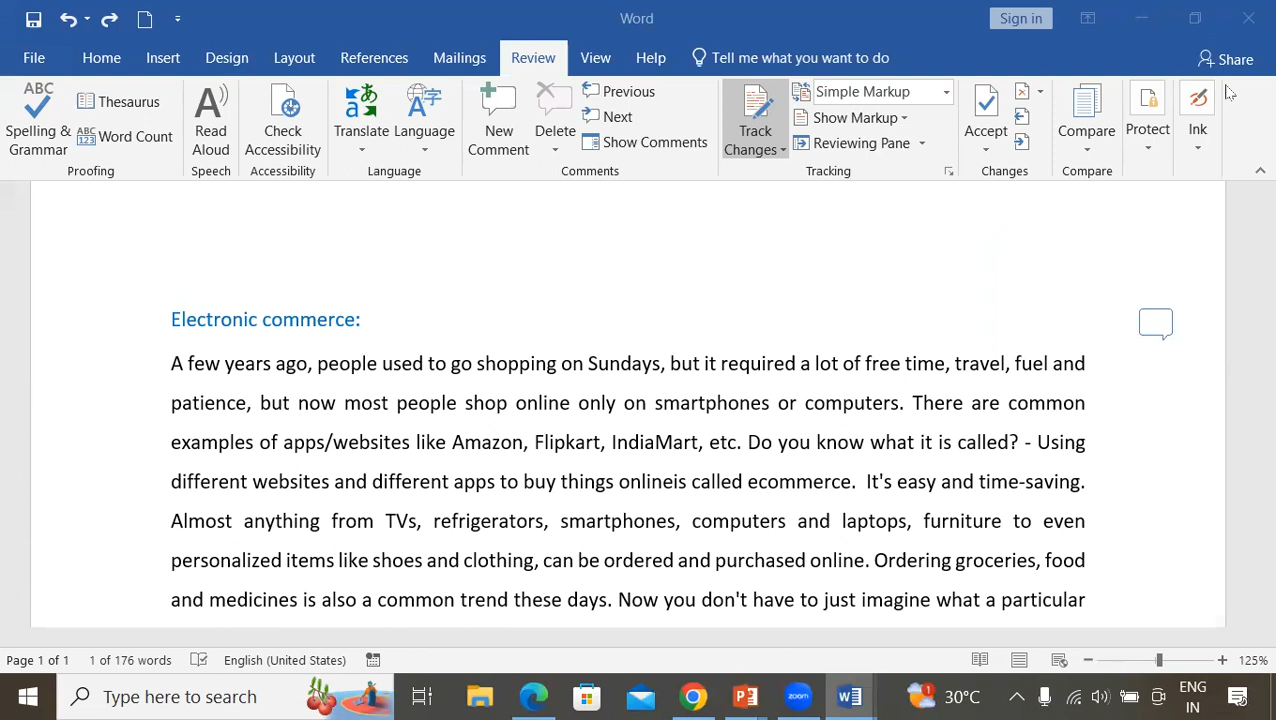 Word
Sign in
File Home Insert Design Layout References Mailings Review View Help Tell me what you want to do Share
ABC
Spelling & Grammar
Thesaurus
ABC 123 Word Count
Read Aloud
Check Accessibility
Translate
Language
New Comment
Delete
Previous
Next
Show Comments
Track Changes
Simple Markup
Show Markup
Reviewing Pane
Accept
Compare
Protect
Ink
Proofing Speech Accessibility Language Comments Tracking Changes Compare
Electronic commerce:
A few years ago, people used to go shopping on Sundays, but it required a lot of free time, travel, fuel and
patience, but now most people shop online only on smartphones or computers. There are common
examples of apps/websites like Amazon, Flipkart, IndiaMart, etc. Do you know what it is called? - Using
different websites and different apps to buy things onlineis called ecommerce.  It's easy and time-saving.
Almost anything from TVs, refrigerators, smartphones, computers and laptops, furniture to even
personalized items like shoes and clothing, can be ordered and purchased online. Ordering groceries, food
and medicines is also a common trend these days. Now you don't have to just imagine what a particular
Page 1 of 1 1 of 176 words English (United States) 125%
Type here to search zoom 30°C ENG
IN